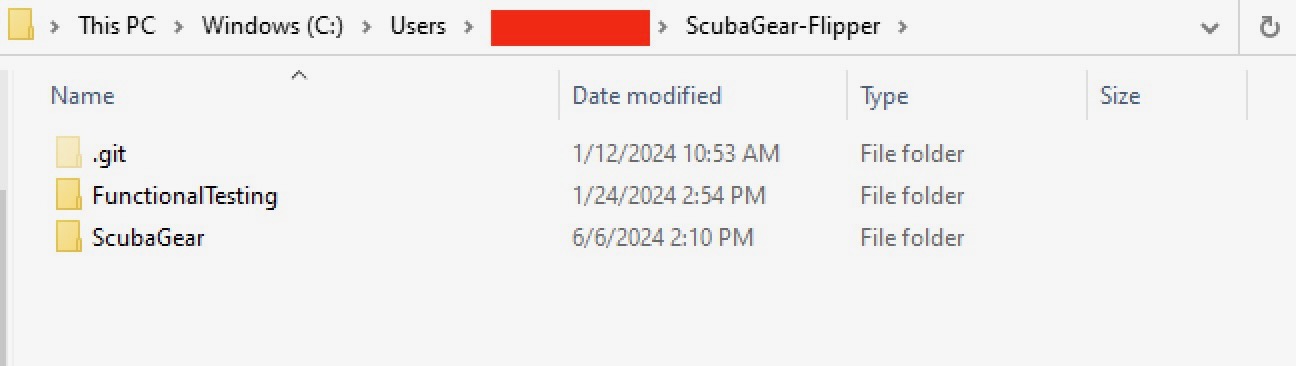 This PC > Windows (C:) > Users > > ScubaGear-Flipper >
Name Date modified Type Size
.git 1/12/2024 10:53 AM File folder
FunctionalTesting 1/24/2024 2:54 PM File folder
ScubaGear 6/6/2024 2:10 PM File folder